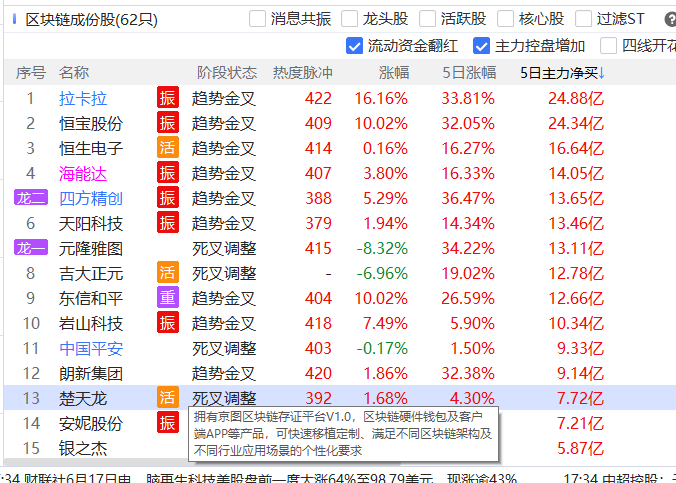 区块链成份股(62只) 消息共振 龙头股 活跃股 核心股 过滤ST ?
流动资金翻红 主力控盘增加 四线开花
序号 名称 阶段状态 热度脉冲 涨幅 5日涨幅 5日主力净买↓
1 拉卡拉 振 趋势金叉 422 16.16% 33.81% 24.88亿
2 恒宝股份 振 趋势金叉 409 10.02% 32.05% 24.34亿
3 恒生电子 活 趋势金叉 414 0.16% 16.27% 16.64亿
4 海能达 振 趋势金叉 407 3.80% 16.33% 14.05亿
龙二 四方精创 振 趋势金叉 388 5.29% 36.47% 13.65亿
6 天阳科技 振 趋势金叉 379 1.94% 14.34% 13.46亿
龙一 元隆雅图 死叉调整 415 -8.32% 34.22% 13.11亿
8 吉大正元 活 死叉调整 - -6.96% 19.02% 12.78亿
9 东信和平 重 趋势金叉 404 10.02% 26.59% 12.66亿
10 岩山科技 振 趋势金叉 418 7.49% 5.90% 10.34亿
11 中国平安 死叉调整 403 -0.17% 1.50% 9.33亿
12 朗新集团 趋势金叉 420 1.86% 32.38% 9.14亿
13 楚天龙 活 死叉调整 392 1.68% 4.30% 7.72亿
14 安妮股份 振 7.21亿
15 银之杰 5.87亿
拥有京图区块链存证平台V1.0，区块链硬件钱包及客户
端APP等产品，可快速移植定制、满足不同区块链架构及
不同行业应用场景的个性化要求
7:34 财联社6月17日电，脑再生科技美股盘前一度大涨64%至98.79美元，现涨逾43%。 17:34 中超控股：